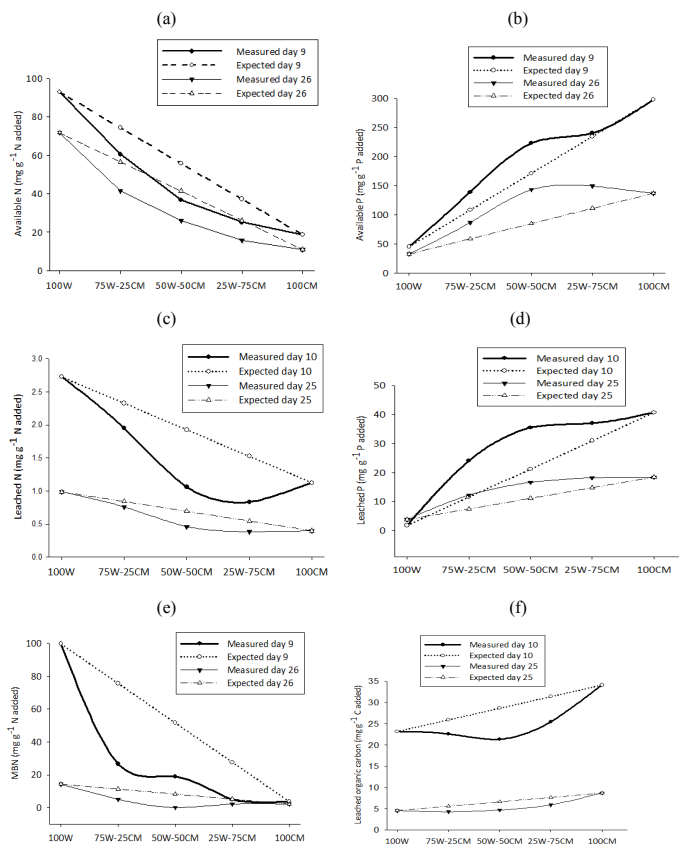 (a)
Measured day 9
Expected day 9
Measured day 26
Expected day 26
Available N (mg g⁻¹ N added)
100
80
60
40
20
0
100W 75W-25CM 50W-50CM 25W-75CM 100CM
(b)
Measured day 9
Expected day 9
Measured day 26
Expected day 26
Available P (mg g⁻¹ P added)
300
250
200
150
100
50
0
100W 75W-25CM 50W-50CM 25W-75CM 100CM
(c)
Measured day 10
Expected day 10
Measured day 25
Expected day 25
Leached N (mg g⁻¹ N added)
3.0
2.5
2.0
1.5
1.0
0.5
0.0
100W 75W-25CM 50W-50CM 25W-75CM 100CM
(d)
Measured day 10
Expected day 10
Measured day 25
Expected day 25
Leached P (mg g⁻¹ P added)
50
40
30
20
10
0
100W 75W-25CM 50W-50CM 25W-75CM 100CM
(e)
Measured day 9
Expected day 9
Measured day 26
Expected day 26
MBN (mg g⁻¹ N added)
100
80
60
40
20
0
100W 75W-25CM 50W-50CM 25W-75CM 100CM
(f)
Measured day 10
Expected day 10
Measured day 25
Expected day 25
Leached organic carbon (mg g⁻¹ C added)
35
30
25
20
15
10
5
0
100W 75W-25CM 50W-50CM 25W-75CM 100CM